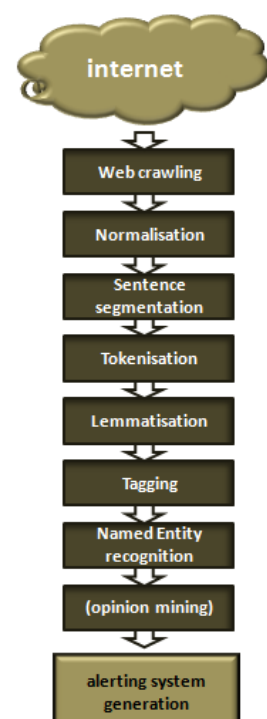 internet
Web crawling
Normalisation
Sentence
segmentation
Tokenisation
Lemmatisation
Tagging
Named Entity
recognition
(opinion mining)
alerting system
generation